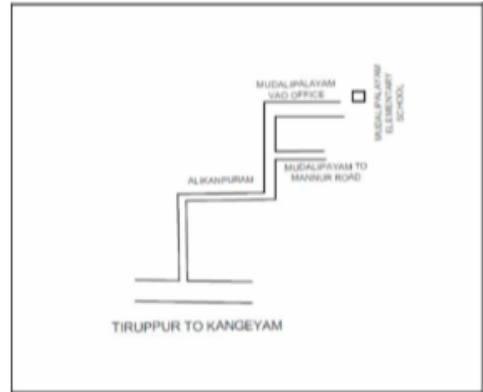 MUDALIPALAYAM
VAO OFFICE
MUDALIPALAYAM
ELEMENTARY
SCHOOL
MUDALIPAYAM TO
MANNUR ROAD
ALIKANPURAM
TIRUPPUR TO KANGEYAM